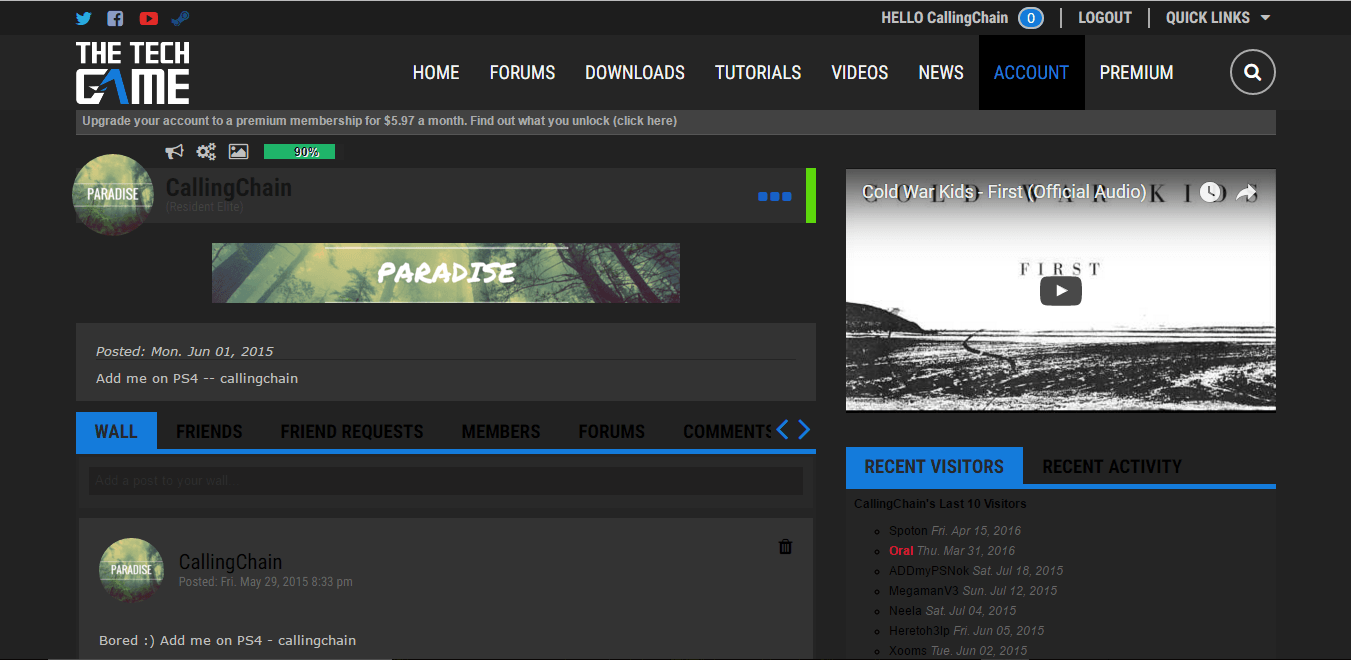 HELLO CallingChain 0 LOGOUT QUICK LINKS
THE TECH
GAME
HOME FORUMS DOWNLOADS TUTORIALS VIDEOS NEWS ACCOUNT PREMIUM
Upgrade your account to a premium membership for $5.97 a month. Find out what you unlock (click here)
90%
PARADISE
CallingChain
(Resident Elite)
PARADISE
Posted: Mon. Jun 01, 2015
Add me on PS4 -- callingchain
WALL FRIENDS FRIEND REQUESTS MEMBERS FORUMS COMMENTS
Add a post to your wall.
PARADISE
CallingChain
Posted: Fri. May 29, 2015 8:33 pm
Bored :) Add me on PS4 - callingchain
COLD WAR KIDS
Cold War Kids - First (Official Audio)
FIRST
RECENT VISITORS RECENT ACTIVITY
CallingChain's Last 10 Visitors
Spoton Fri. Apr 15, 2016
Oral Thu. Mar 31, 2016
ADDmyPSNok Sat. Jul 18, 2015
MegamanV3 Sun. Jul 12, 2015
Neela Sat. Jul 04, 2015
Heretoh3lp Fri. Jun 05, 2015
Xooms Tue. Jun 02, 2015